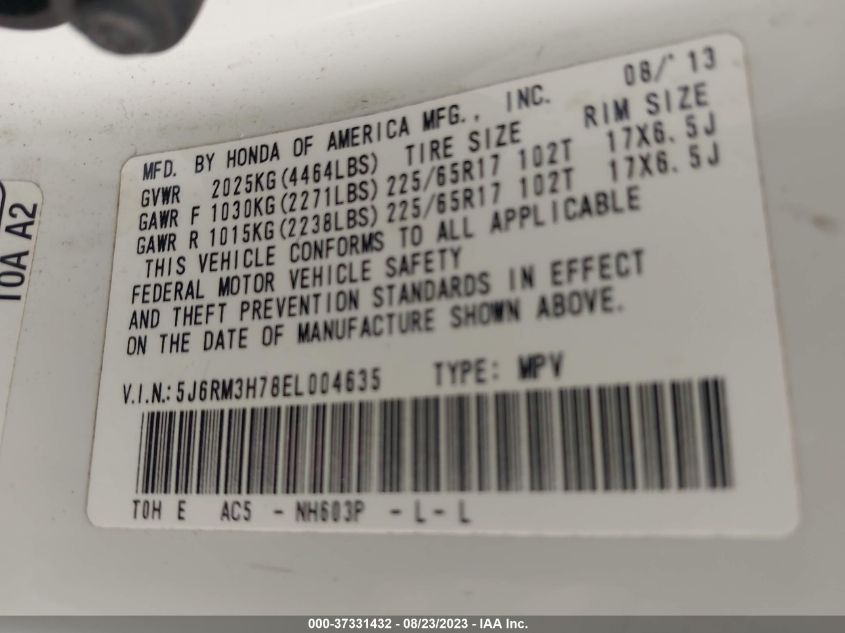 MFD. BY HONDA OF AMERICA MFG., INC. 08/13
GVWR 2025KG(4464LBS) TIRE SIZE RIM SIZE
GAWR F 1030KG(2271LBS) 225/65R17 102T 17X6.5J
GAWR R 1015KG(2238LBS) 225/65R17 102T 17X6.5J
THIS VEHICLE CONFORMS TO ALL APPLICABLE
FEDERAL MOTOR VEHICLE SAFETY
AND THEFT PREVENTION STANDARDS IN EFFECT
ON THE DATE OF MANUFACTURE SHOWN ABOVE.
V.I.N.: 5J6RM3H78EL004635 TYPE: MPV
T0H E AC5 - NH603P - L - L
T0A A2
000-37331432 - 08/23/2023 - IAA Inc.